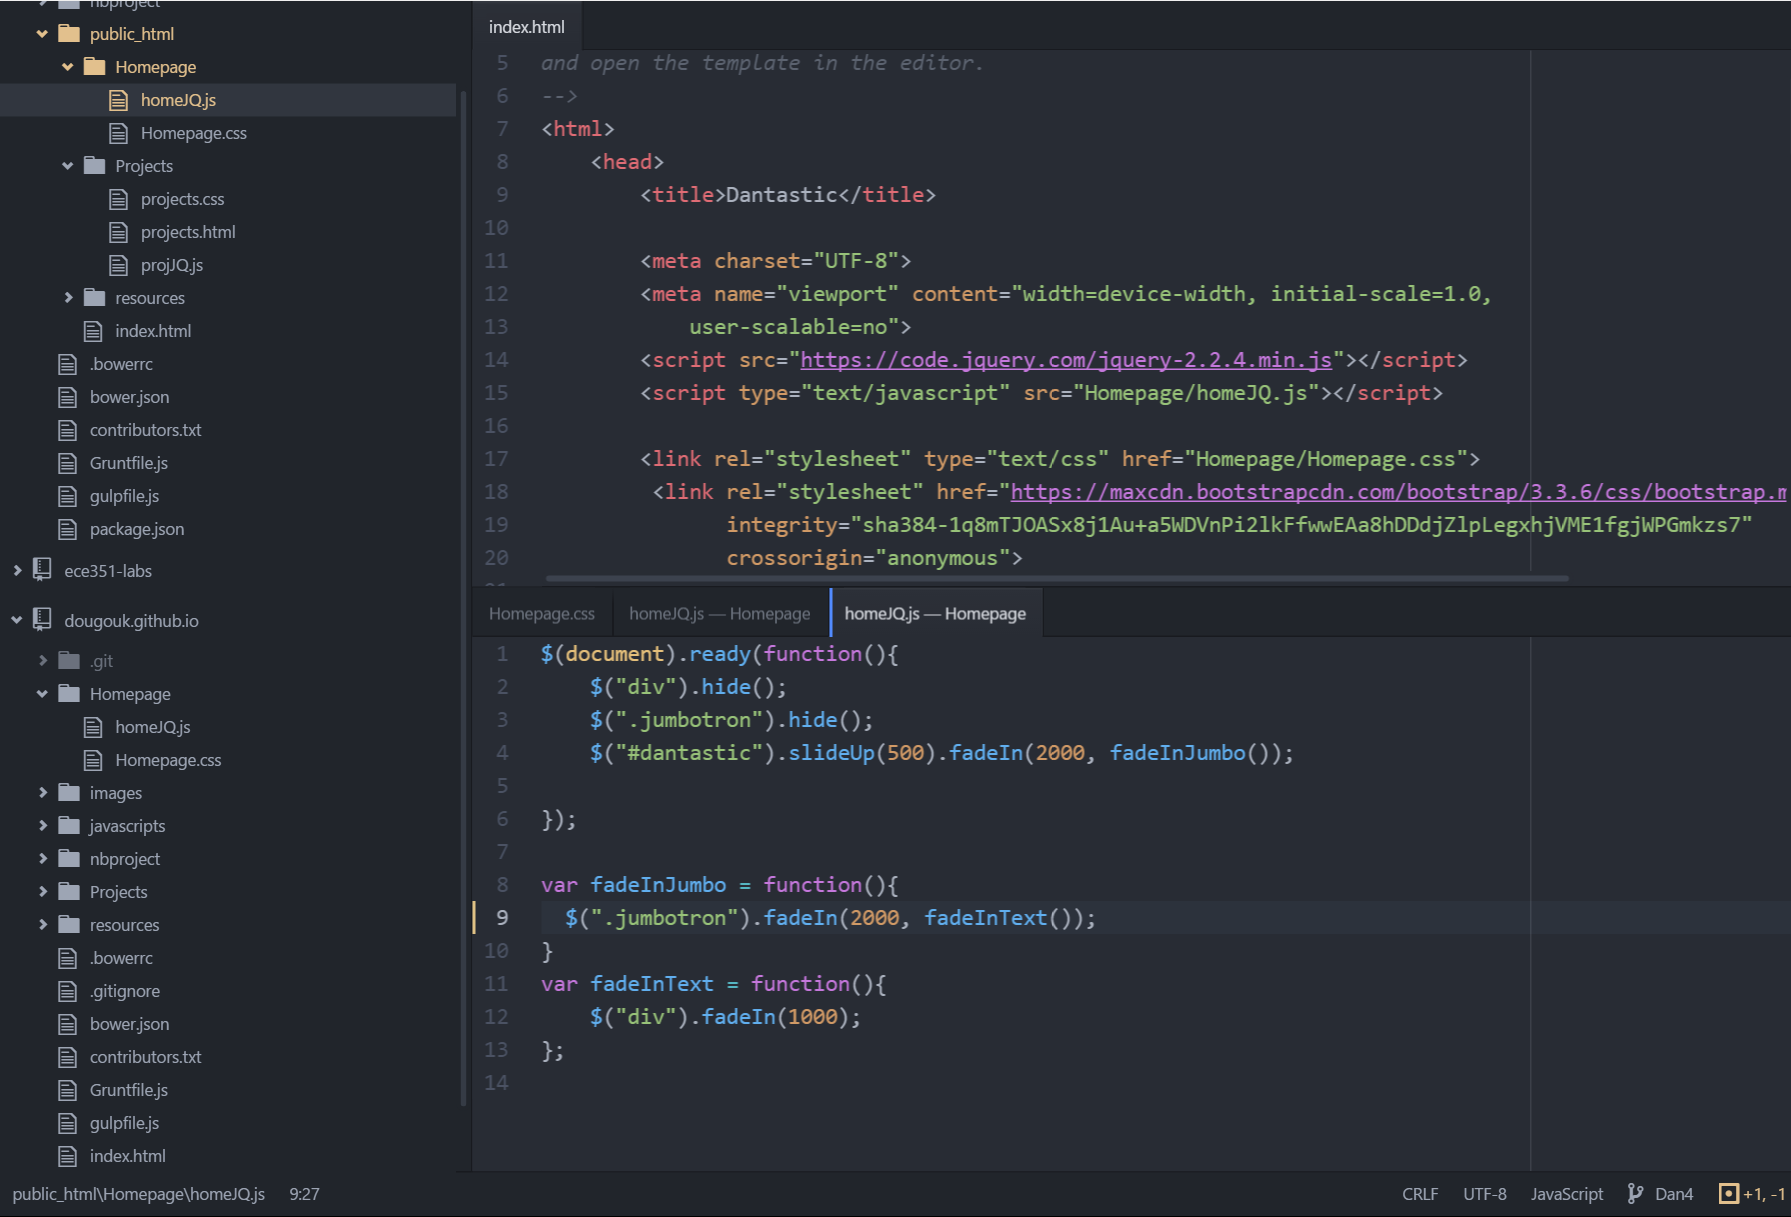 nbproject
public_html
Homepage
homeJQ.js
Homepage.css
Projects
projects.css
projects.html
projJQ.js
resources
index.html
.bowerrc
bower.json
contributors.txt
Gruntfile.js
gulpfile.js
package.json
ece351-labs
dougouk.github.io
.git
Homepage
homeJQ.js
Homepage.css
images
javascripts
nbproject
Projects
resources
.bowerrc
.gitignore
bower.json
contributors.txt
Gruntfile.js
gulpfile.js
index.html
index.html
5 and open the template in the editor.
6 -->
7 <html>
8 <head>
9 <title>Dantastic</title>
10
11 <meta charset="UTF-8">
12 <meta name="viewport" content="width=device-width, initial-scale=1.0,
13 user-scalable=no">
14 <script src="https://code.jquery.com/jquery-2.2.4.min.js"></script>
15 <script type="text/javascript" src="Homepage/homeJQ.js"></script>
16
17 <link rel="stylesheet" type="text/css" href="Homepage/Homepage.css">
18 <link rel="stylesheet" href="https://maxcdn.bootstrapcdn.com/bootstrap/3.3.6/css/bootstrap.m
19 integrity="sha384-1q8mTJOASx8j1Au+a5WDVnPi2lkFfwwEAa8hDDdjZlpLegxhjVME1fgjWPGmkzs7"
20 crossorigin="anonymous">
Homepage.css homeJQ.js — Homepage homeJQ.js — Homepage
1 $(document).ready(function(){
2 $("div").hide();
3 $(".jumbotron").hide();
4 $("#dantastic").slideUp(500).fadeIn(2000, fadeInJumbo());
5
6 });
7
8 var fadeInJumbo = function(){
9 $(".jumbotron").fadeIn(2000, fadeInText());
10 }
11 var fadeInText = function(){
12 $("div").fadeIn(1000);
13 };
14
public_html\Homepage\homeJQ.js 9:27 CRLF UTF-8 JavaScript Dan4 +1, -1